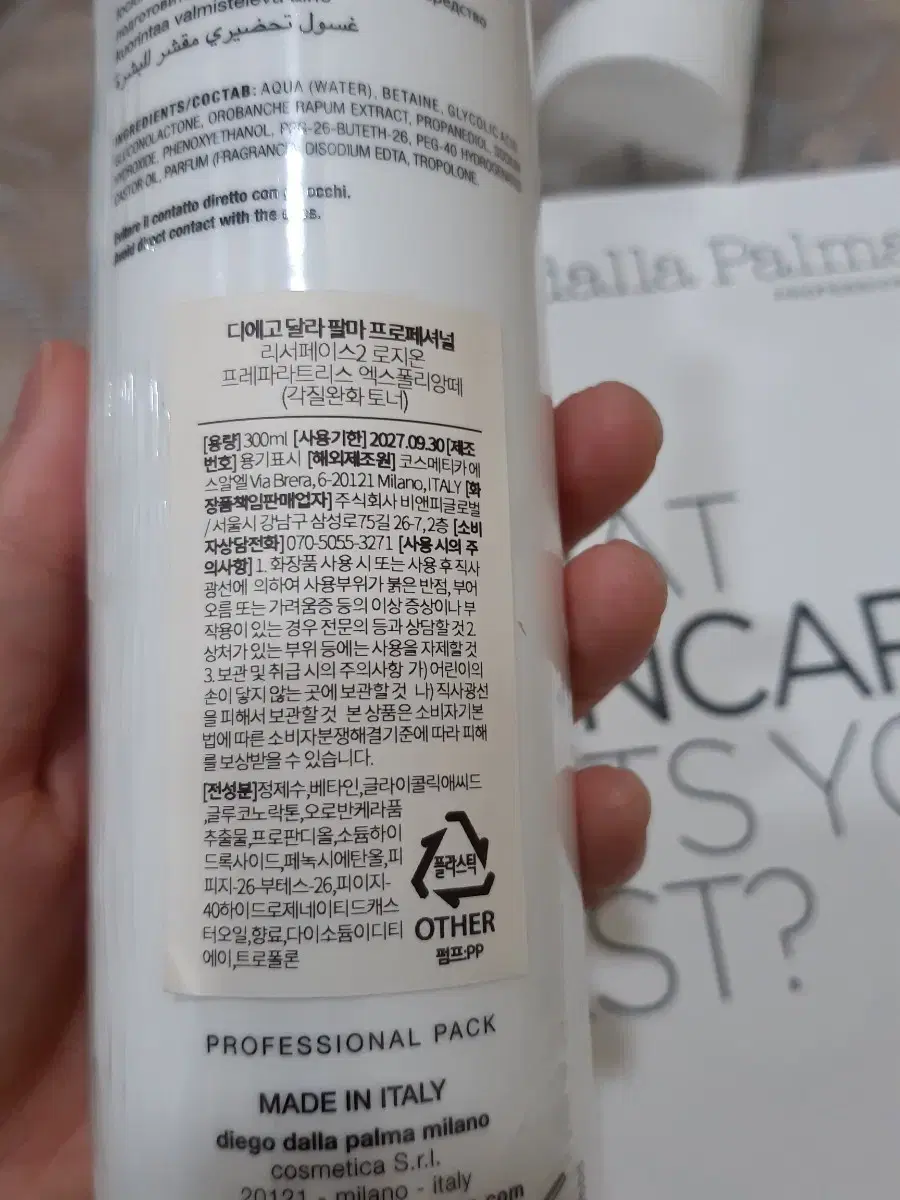 kuorintaa valmisteleva aine
غسول تحضيري مقشر للبشرة
INGREDIENTS/СОСТАВ: AQUA (WATER), BETAINE, GLYCOLIC ACID
GLUCONOLACTONE, OROBANCHE RAPUM EXTRACT, PROPANEDIOL, SODIUM
HYDROXIDE, PHENOXYETHANOL, PPG-26-BUTETH-26, PEG-40 HYDROGENATED
CASTOR OIL, PARFUM (FRAGRANCE), DISODIUM EDTA, TROPOLONE.
Evitare il contatto diretto con gli occhi.
Avoid direct contact with the eyes.
디에고 달라 팔마 프로페셔널
리서페이스2 로지온
프레파라트리스 엑스폴리앙떼
(각질완화 토너)
[용량] 300ml [사용기한] 2027.09.30 [제조
번호] 용기표시 [해외제조원] 코스메티카 에
스알엘 Via Brera, 6-20121 Milano, ITALY [화
장품책임판매업자] 주식회사 비앤피글로벌
/ 서울시 강남구 삼성로75길 26-7, 2층 [소비
자상담전화] 070-5055-3271 [사용 시의 주
의사항] 1. 화장품 사용 시 또는 사용 후 직사
광선에 의하여 사용부위가 붉은 반점, 부어
오름 또는 가려움증 등의 이상 증상이나 부
작용이 있는 경우 전문의 등과 상담할 것 2.
상처가 있는 부위 등에는 사용을 자제할 것
3. 보관 및 취급 시의 주의사항 가) 어린이의
손이 닿지 않는 곳에 보관할 것 나) 직사광선
을 피해서 보관할 것 본 상품은 소비자기본
법에 따른 소비자분쟁해결기준에 따라 피해
를 보상받을 수 있습니다.
[전성분] 정제수, 베타인, 글라이콜릭애씨드
, 글루코노락톤, 오로반케라품
추출물, 프로판디올, 소듐하이
드록사이드, 페녹시에탄올, 피
피지-26-부테스-26, 피이지-
40하이드로제네이티드캐스
터오일, 향료, 다이소듐이디티
에이, 트로폴론
플라스틱
OTHER
펌프:PP
PROFESSIONAL PACK
MADE IN ITALY
diego dalla palma milano
cosmetica S.r.l.
20121 - milano - italy
dalla Palma
NCAR
ST?